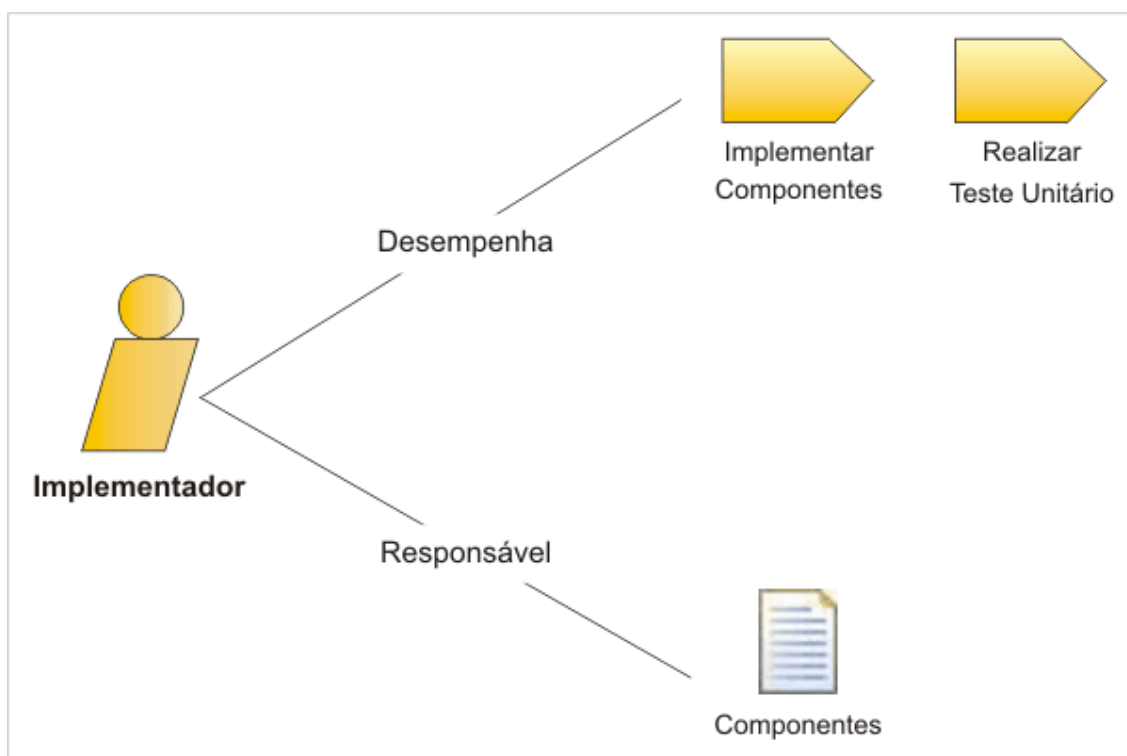 Implementar
Componentes
Realizar
Teste Unitário
Desempenha
Implementador
Responsável
Componentes